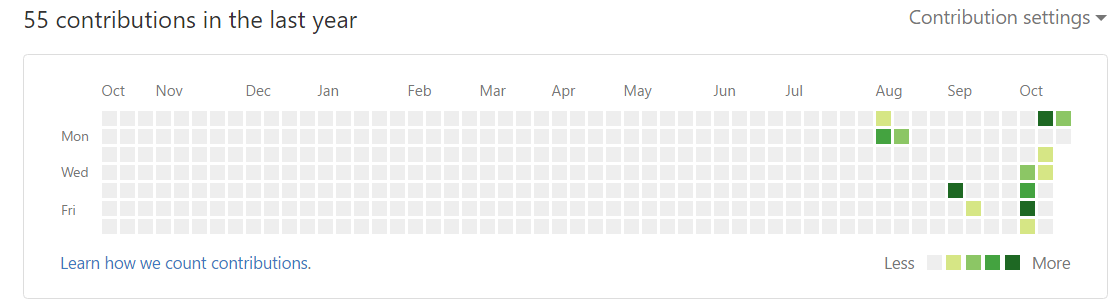 55 contributions in the last year
Contribution settings
Oct Nov Dec Jan Feb Mar Apr May Jun Jul Aug Sep Oct
Mon
Wed
Fri
Learn how we count contributions.
Less More